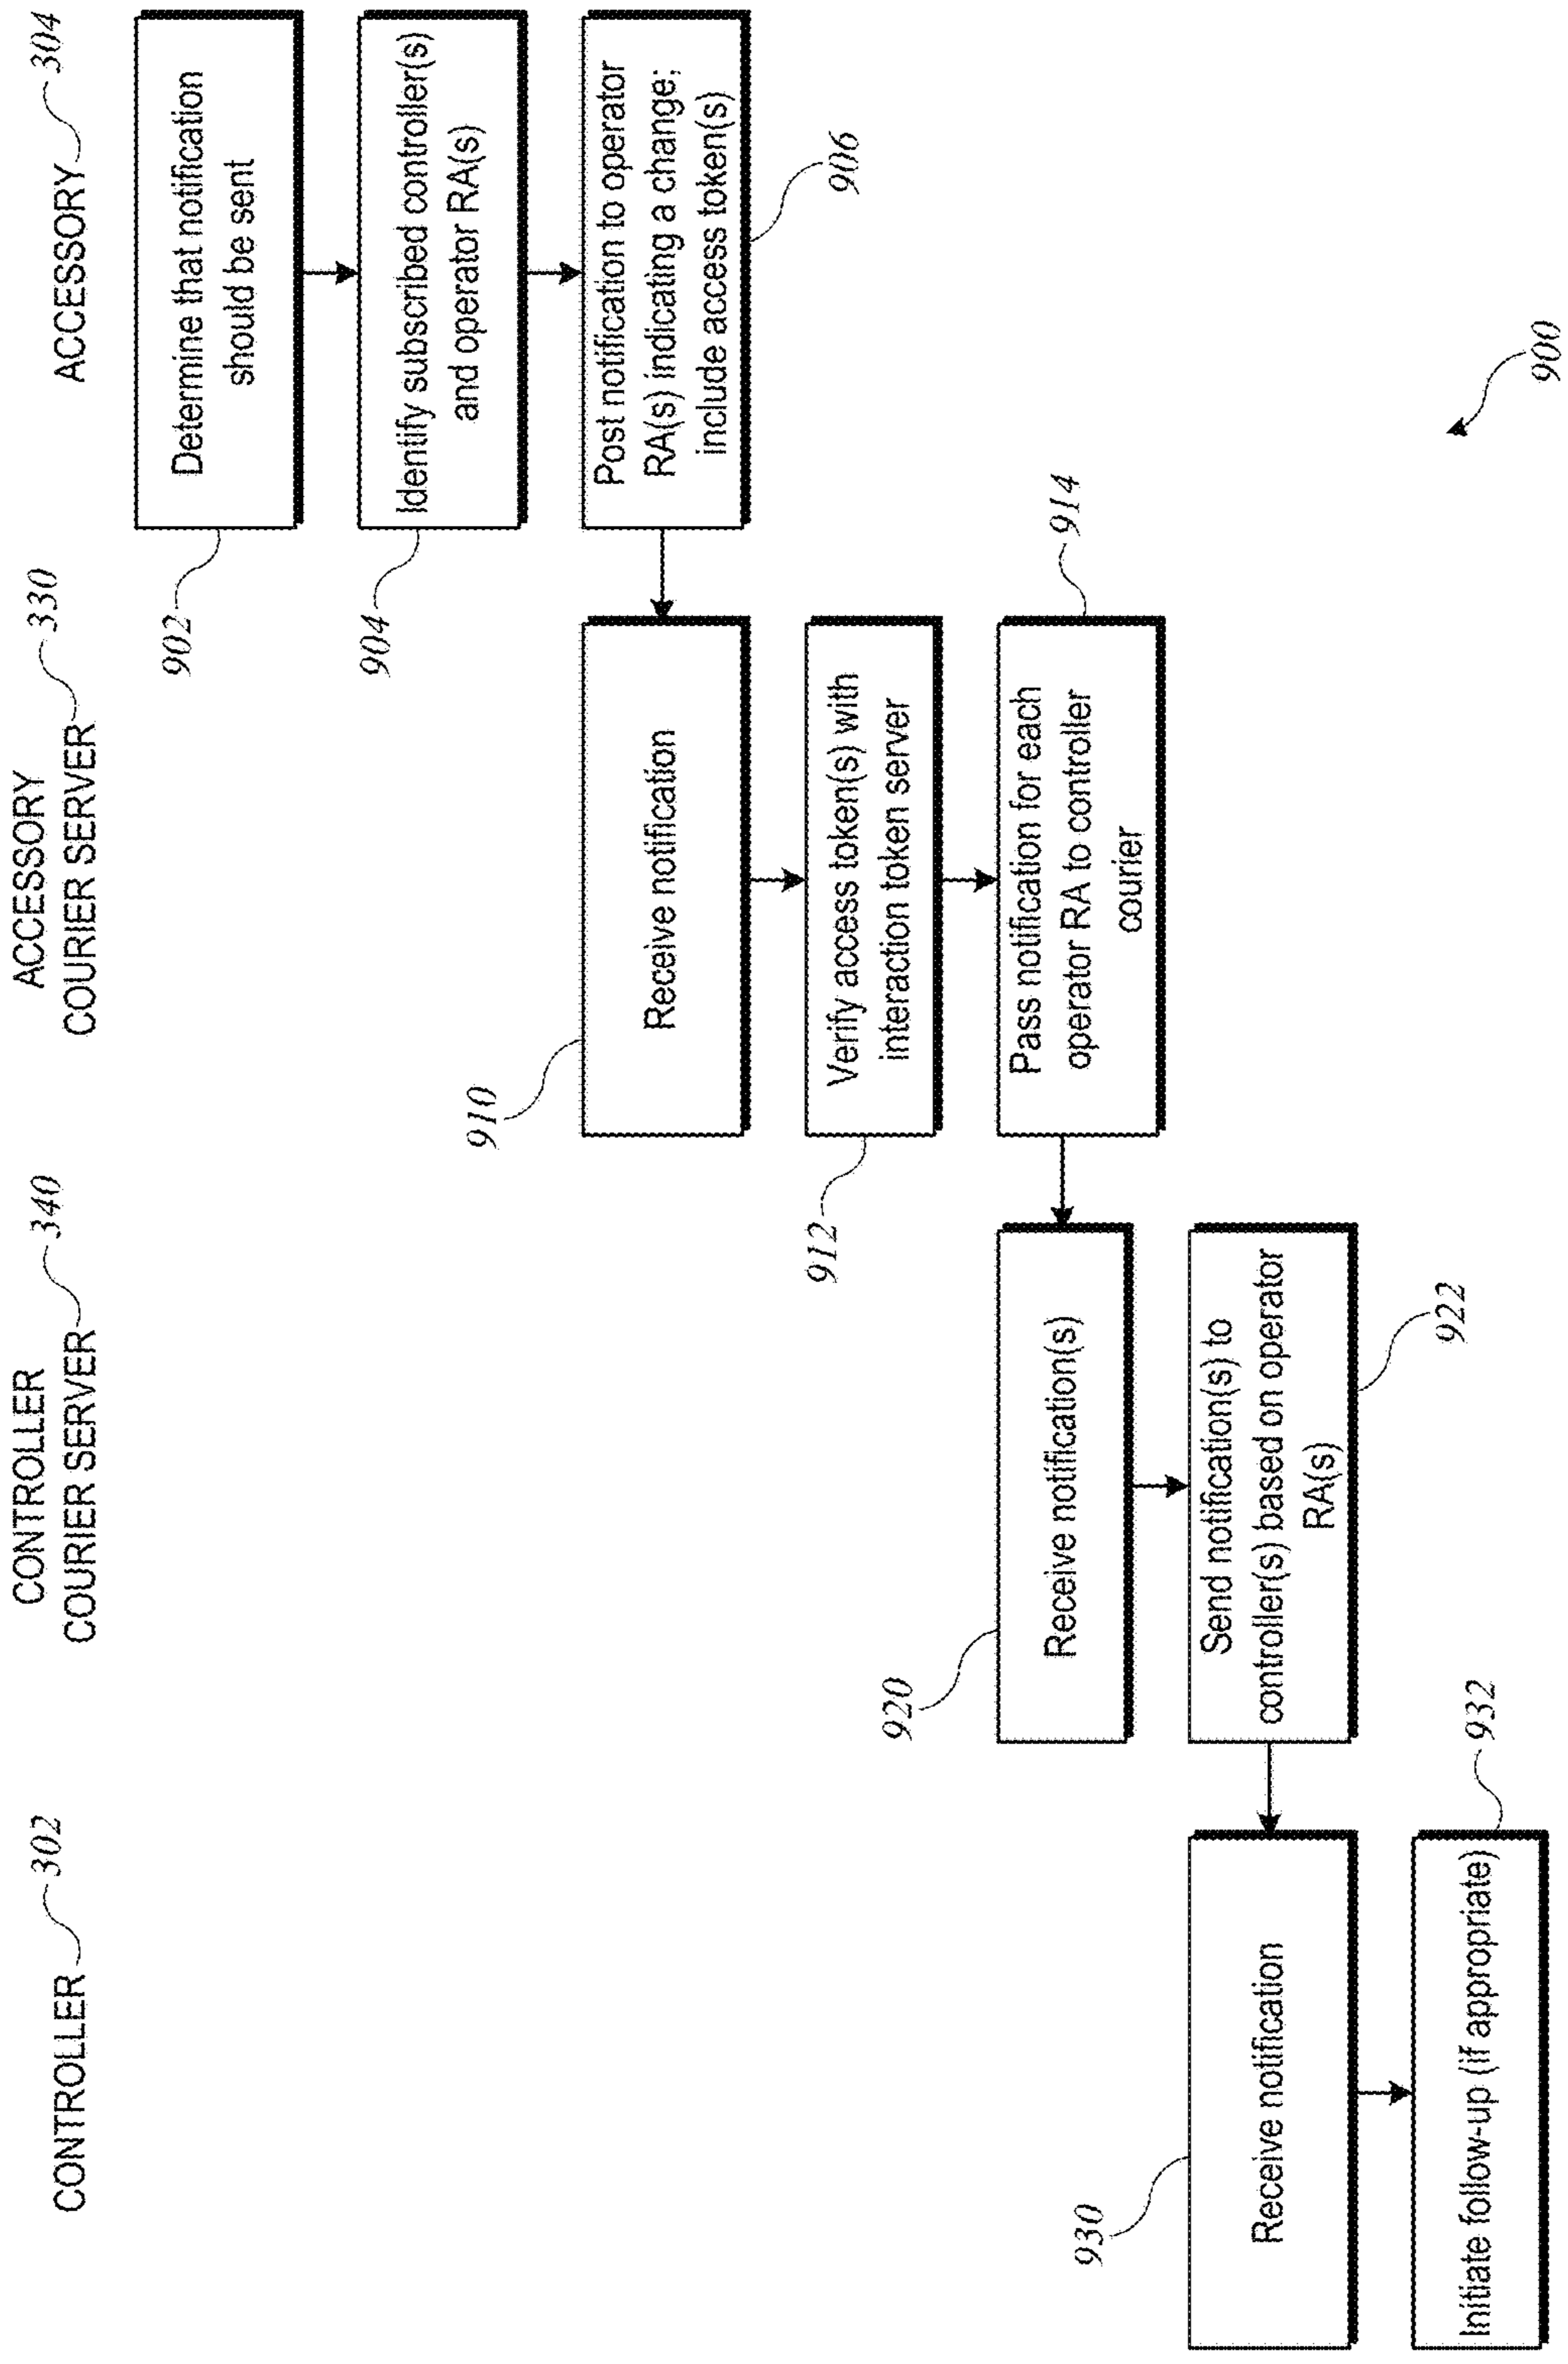 CONTROLLER 302
CONTROLLER
COURIER SERVER 340
ACCESSORY
COURIER SERVER 330
ACCESSORY 304
Determine that notification
should be sent
902
Identify subscribed controller(s)
and operator RA(s)
904
Post notification to operator
RA(s) indicating a change;
include access token(s)
906
910
Receive notification
Verify access token(s) with
interaction token server
912
Pass notification for each
operator RA to controller
courier
914
920
Receive notification(s)
Send notification(s) to
controller(s) based on operator
RA(s)
922
930
Receive notification
Initiate follow-up (if appropriate)
932
900